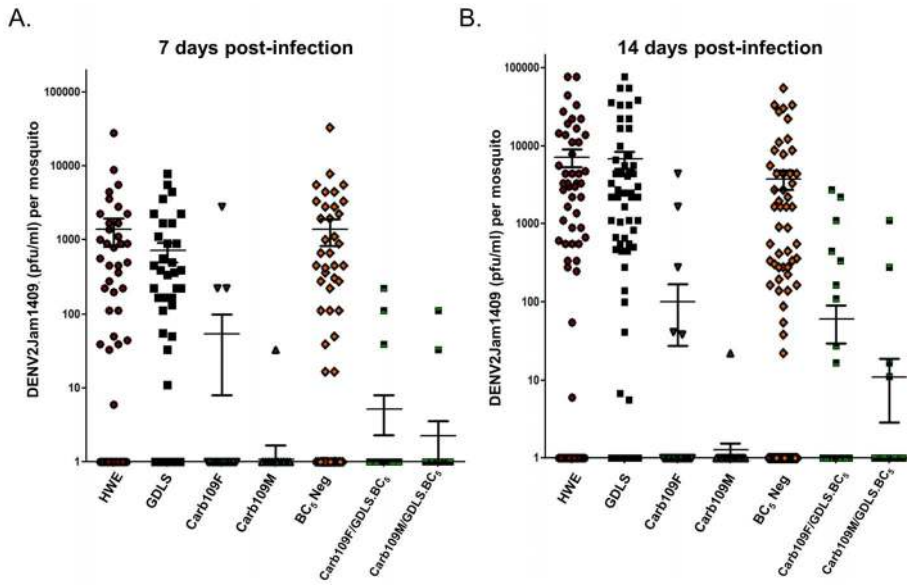 A.
7 days post-infection
DENV2Jam1409 (pfu/ml) per mosquito
100000
10000
1000
100
10
1
HWE
GDLS
Carb109F
Carb109M
BC5 Neg
Carb109F/GDLS.BC5
Carb109M/GDLS.BC5
B.
14 days post-infection
DENV2Jam1409 (pfu/ml) per mosquito
100000
10000
1000
100
10
1
HWE
GDLS
Carb109F
Carb109M
BC5 Neg
Carb109F/GDLS.BC5
Carb109M/GDLS.BC5